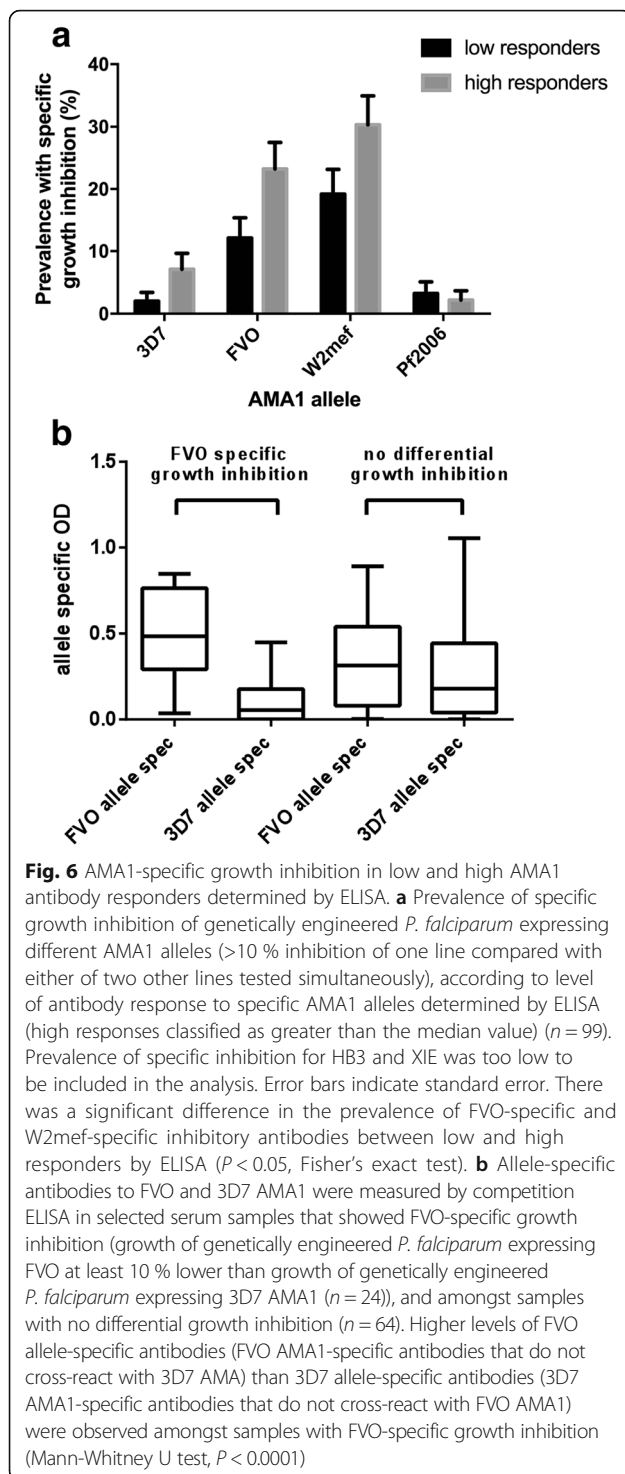 a
low responders
high responders
Prevalence with specific
growth inhibition (%)
40
30
20
10
0
3D7
FVO
W2mef
Pf2006
AMA1 allele
b
FVO specific
growth inhibition
no differential
growth inhibition
allele specific OD
1.5
1.0
0.5
0.0
FVO allele spec
3D7 allele spec
FVO allele spec
3D7 allele spec
Fig. 6 AMA1-specific growth inhibition in low and high AMA1
antibody responders determined by ELISA. a Prevalence of specific
growth inhibition of genetically engineered P. falciparum expressing
different AMA1 alleles (>10 % inhibition of one line compared with
either of two other lines tested simultaneously), according to level
of antibody response to specific AMA1 alleles determined by ELISA
(high responses classified as greater than the median value) (n = 99).
Prevalence of specific inhibition for HB3 and XIE was too low to
be included in the analysis. Error bars indicate standard error. There
was a significant difference in the prevalence of FVO-specific and
W2mef-specific inhibitory antibodies between low and high
responders by ELISA (P < 0.05, Fisher's exact test). b Allele-specific
antibodies to FVO and 3D7 AMA1 were measured by competition
ELISA in selected serum samples that showed FVO-specific growth
inhibition (growth of genetically engineered P. falciparum expressing
FVO at least 10 % lower than growth of genetically engineered
P. falciparum expressing 3D7 AMA1 (n = 24)), and amongst samples
with no differential growth inhibition (n = 64). Higher levels of FVO
allele-specific antibodies (FVO AMA1-specific antibodies that do not
cross-react with 3D7 AMA) than 3D7 allele-specific antibodies (3D7
AMA1-specific antibodies that do not cross-react with FVO AMA1)
were observed amongst samples with FVO-specific growth inhibition
(Mann-Whitney U test, P < 0.0001)